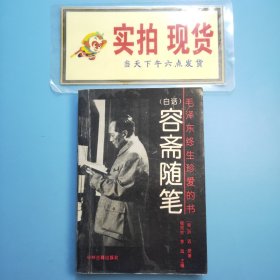 实拍 现货
当天下午六点发货
(白话)
容斋随笔
毛泽东终生珍爱的书